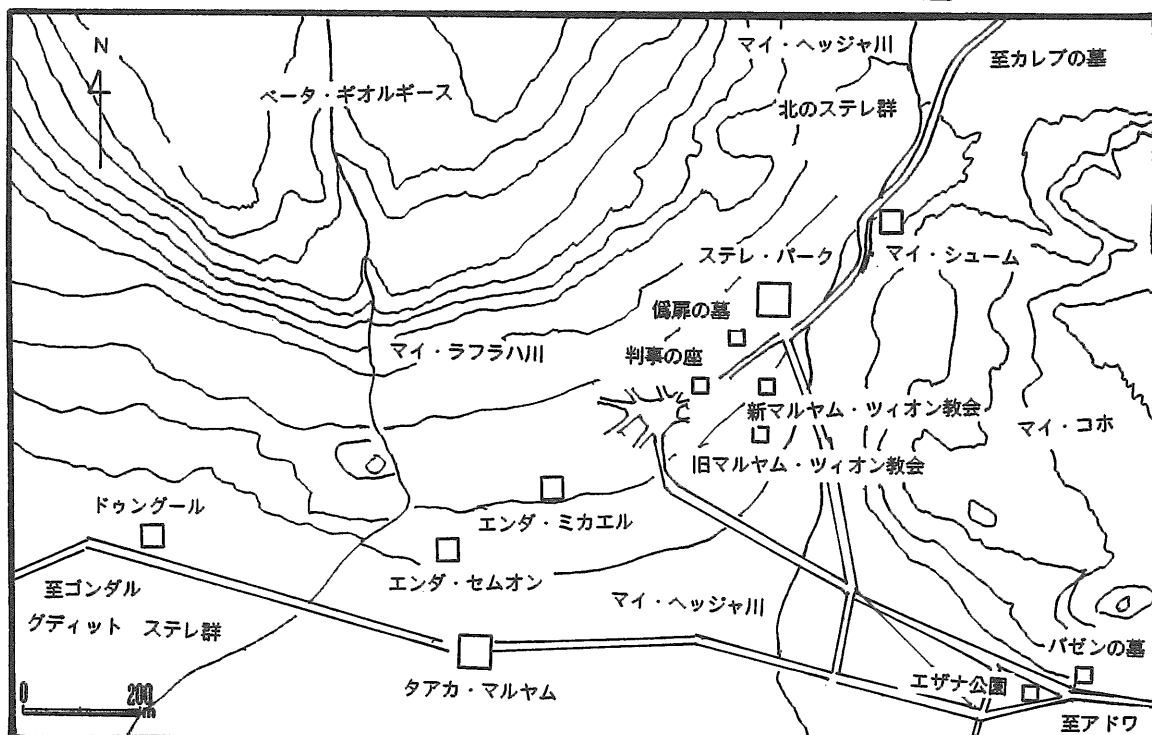 マイ・ヘッジャ川
N
至カレブの墓
ベータ・ギオルギース
北のステレ群
ステレ・パーク
マイ・シューム
偽扉の墓
マイ・ラフラハ川
判事の座
新マルヤム・ツィオン教会
マイ・コホ
旧マルヤム・ツィオン教会
ドゥングール
エンダ・ミカエル
エンダ・セムオン
至ゴンダル
マイ・ヘッジャ川
グディット ステレ群
バゼンの墓
エザナ公園
タアカ・マルヤム
0 200m
至アドワ